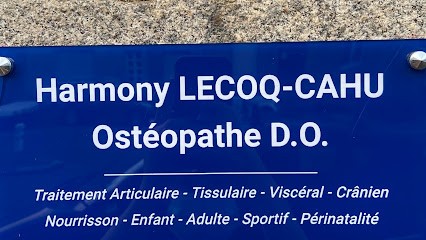 Harmony LECOQ-CAHU
Ostéopathe D.O.
Traitement Articulaire - Tissulaire - Viscéral - Crânien
Nourrisson - Enfant - Adulte - Sportif - Périnatalité